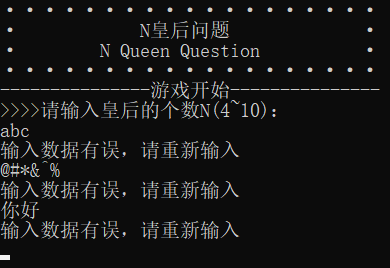 • • • • • • • • • • • • • • • • • • •
• N皇后问题 •
• N Queen Question •
• • • • • • • • • • • • • • • • • • •
---------------游戏开始---------------
>>>>请输入皇后的个数N(4~10):
abc
输入数据有误，请重新输入
@#*&^%
输入数据有误，请重新输入
你好
输入数据有误，请重新输入